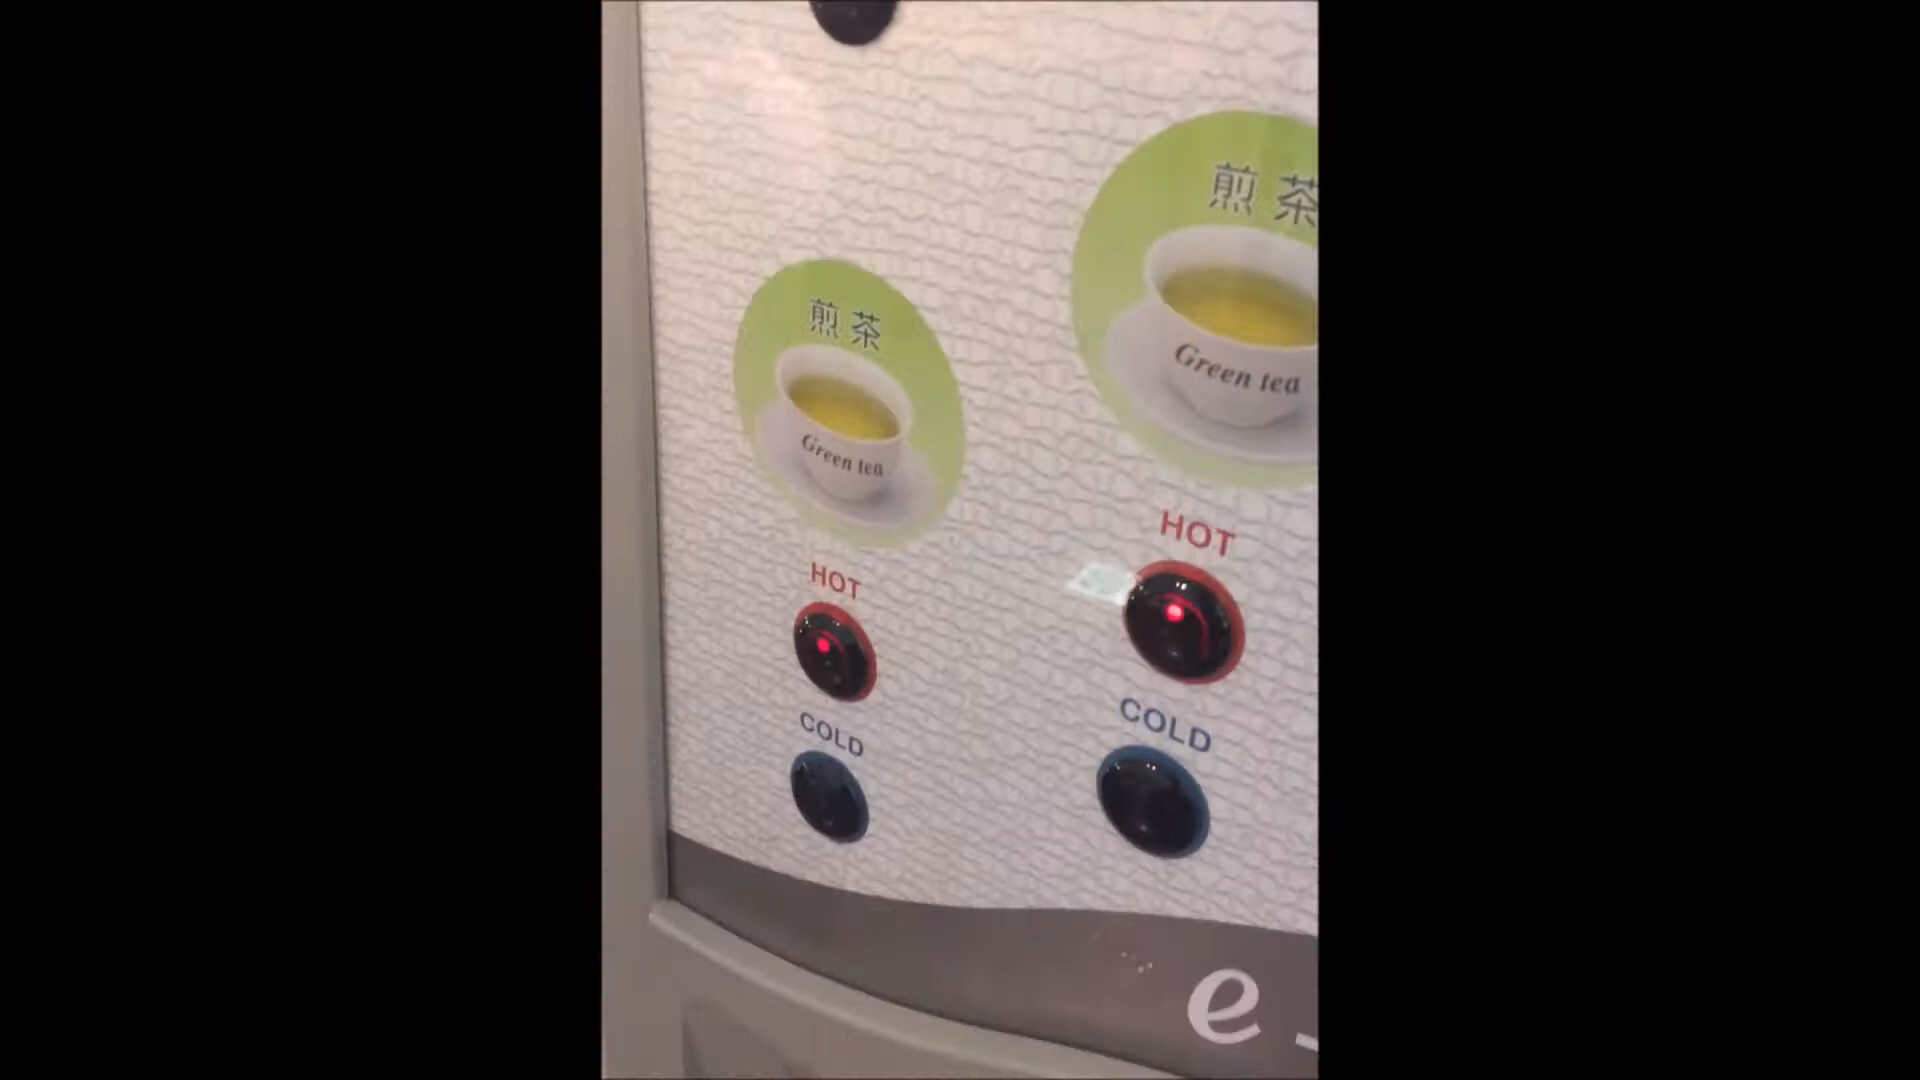 煎茶
Green tea
HOT
COLD
煎茶
Green tea
HOT
COLD
e